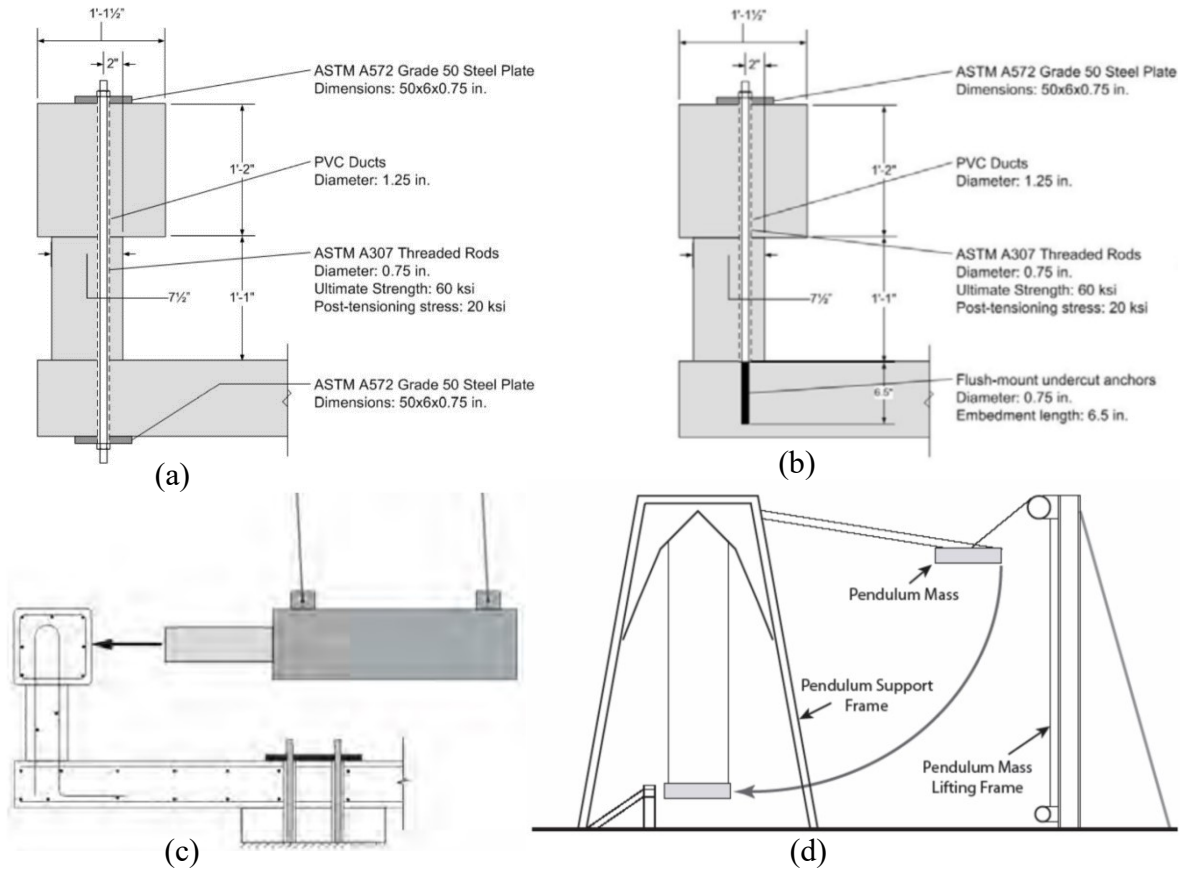 1'-1½"
2"
ASTM A572 Grade 50 Steel Plate
Dimensions: 50x6x0.75 in.
1'-2"
PVC Ducts
Diameter: 1.25 in.
ASTM A307 Threaded Rods
Diameter: 0.75 in.
Ultimate Strength: 60 ksi
Post-tensioning stress: 20 ksi
7½"
1'-1"
ASTM A572 Grade 50 Steel Plate
Dimensions: 50x6x0.75 in.
(a)
1'-1½"
2"
ASTM A572 Grade 50 Steel Plate
Dimensions: 50x6x0.75 in.
1'-2"
PVC Ducts
Diameter: 1.25 in.
ASTM A307 Threaded Rods
Diameter: 0.75 in.
Ultimate Strength: 60 ksi
Post-tensioning stress: 20 ksi
7½"
1'-1"
6.5"
Flush-mount undercut anchors
Diameter: 0.75 in.
Embedment length: 6.5 in.
(b)
(c)
Pendulum Mass
Pendulum Support
Frame
Pendulum Mass
Lifting Frame
(d)